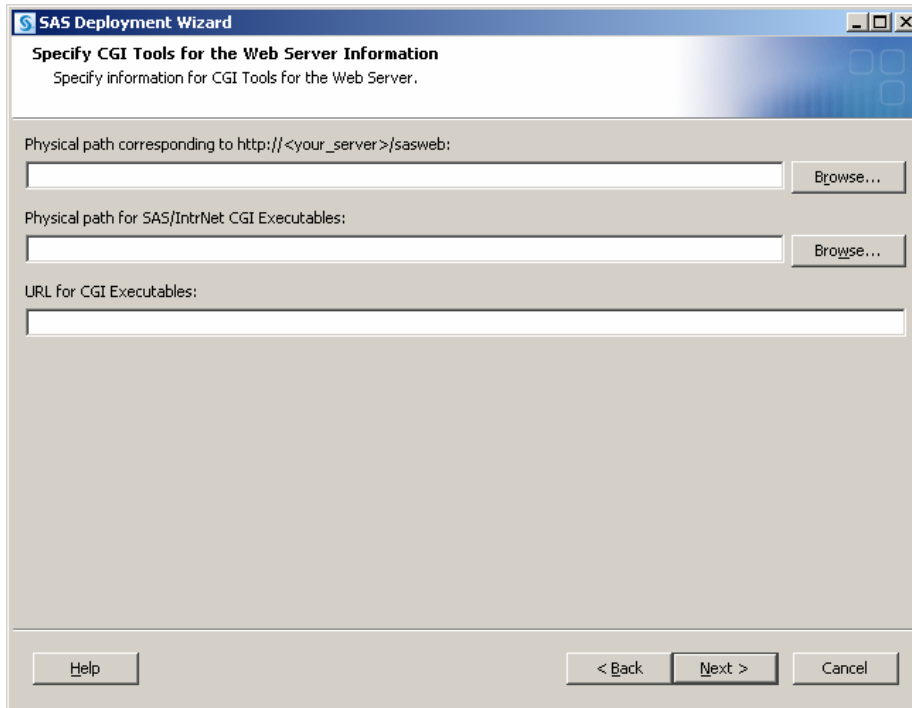 SAS Deployment Wizard
Specify CGI Tools for the Web Server Information
Specify information for CGI Tools for the Web Server.
Physical path corresponding to http://<your_server>/sasweb:
Browse...
Physical path for SAS/IntrNet CGI Executables:
Browse...
URL for CGI Executables:
Help
< Back
Next >
Cancel